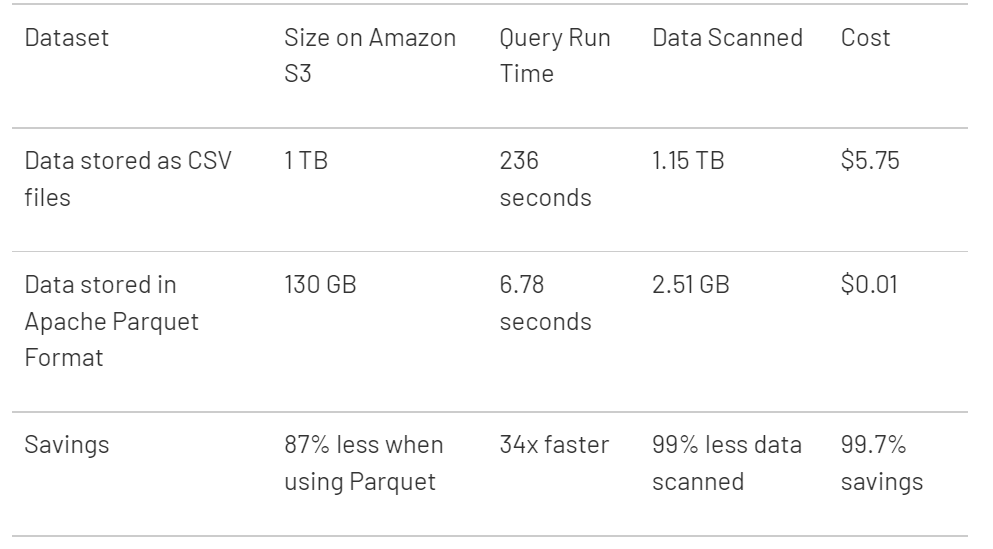 Dataset
Size on Amazon
S3
Query Run
Time
Data Scanned
Cost
Data stored as CSV
files
1 TB
236
seconds
1.15 TB
$5.75
Data stored in
Apache Parquet
Format
130 GB
6.78
seconds
2.51 GB
$0.01
Savings
87% less when
using Parquet
34x faster
99% less data
scanned
99.7%
savings